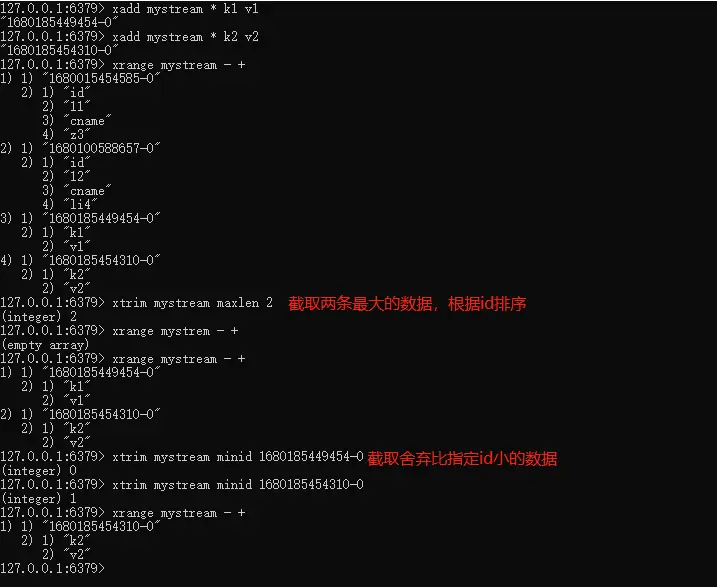 127.0.0.1:6379> xadd mystream * k1 v1
"1680185449454-0"
127.0.0.1:6379> xadd mystream * k2 v2
"1680185454310-0"
127.0.0.1:6379> xrange mystream - +
1) 1) "1680015454585-0"
   2) 1) "id"
      2) "11"
      3) "cname"
      4) "z3"
2) 1) "1680100588657-0"
   2) 1) "id"
      2) "12"
      3) "cname"
      4) "li4"
3) 1) "1680185449454-0"
   2) 1) "k1"
      2) "v1"
4) 1) "1680185454310-0"
   2) 1) "k2"
      2) "v2"
127.0.0.1:6379> xtrim mystream maxlen 2 截取两条最大的数据，根据id排序
(integer) 2
127.0.0.1:6379> xrange mystrem - +
(empty array)
127.0.0.1:6379> xrange mystream - +
1) 1) "1680185449454-0"
   2) 1) "k1"
      2) "v1"
2) 1) "1680185454310-0"
   2) 1) "k2"
      2) "v2"
127.0.0.1:6379> xtrim mystream minid 1680185449454-0 截取舍弃比指定id小的数据
(integer) 0
127.0.0.1:6379> xtrim mystream minid 1680185454310-0
(integer) 1
127.0.0.1:6379> xrange mystream - +
1) 1) "1680185454310-0"
   2) 1) "k2"
      2) "v2"
127.0.0.1:6379>